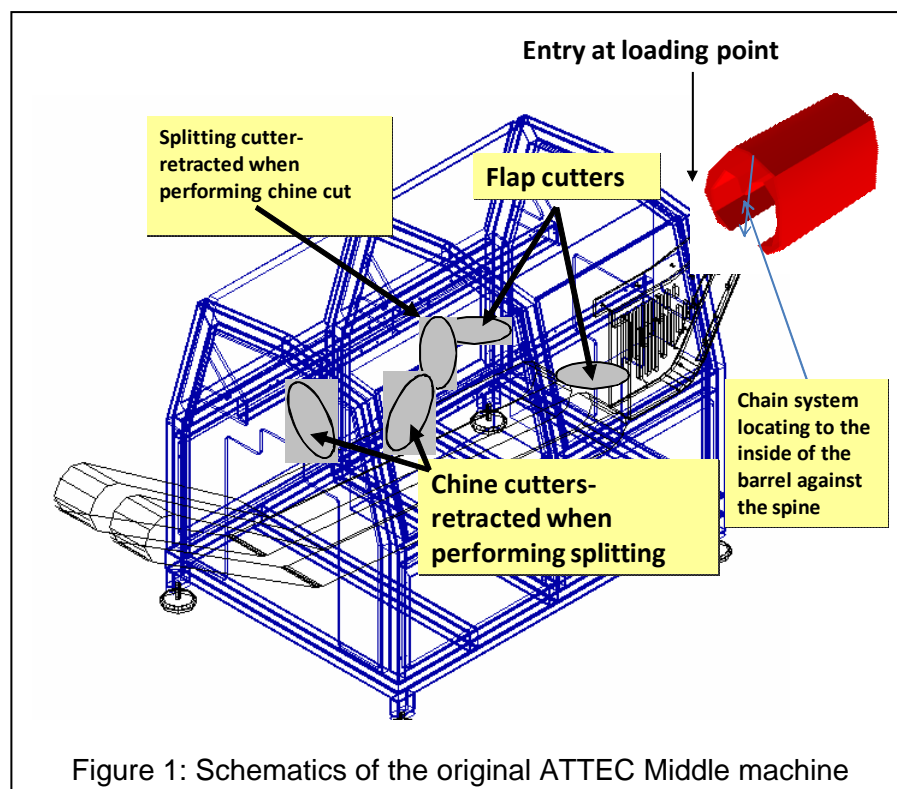 Entry at loading point
Splitting cutter-
retracted when
performing chine cut
Flap cutters
Chain system
locating to the
inside of the
barrel against
the spine
Chine cutters-
retracted when
performing splitting
Figure 1: Schematics of the original ATTEC Middle machine